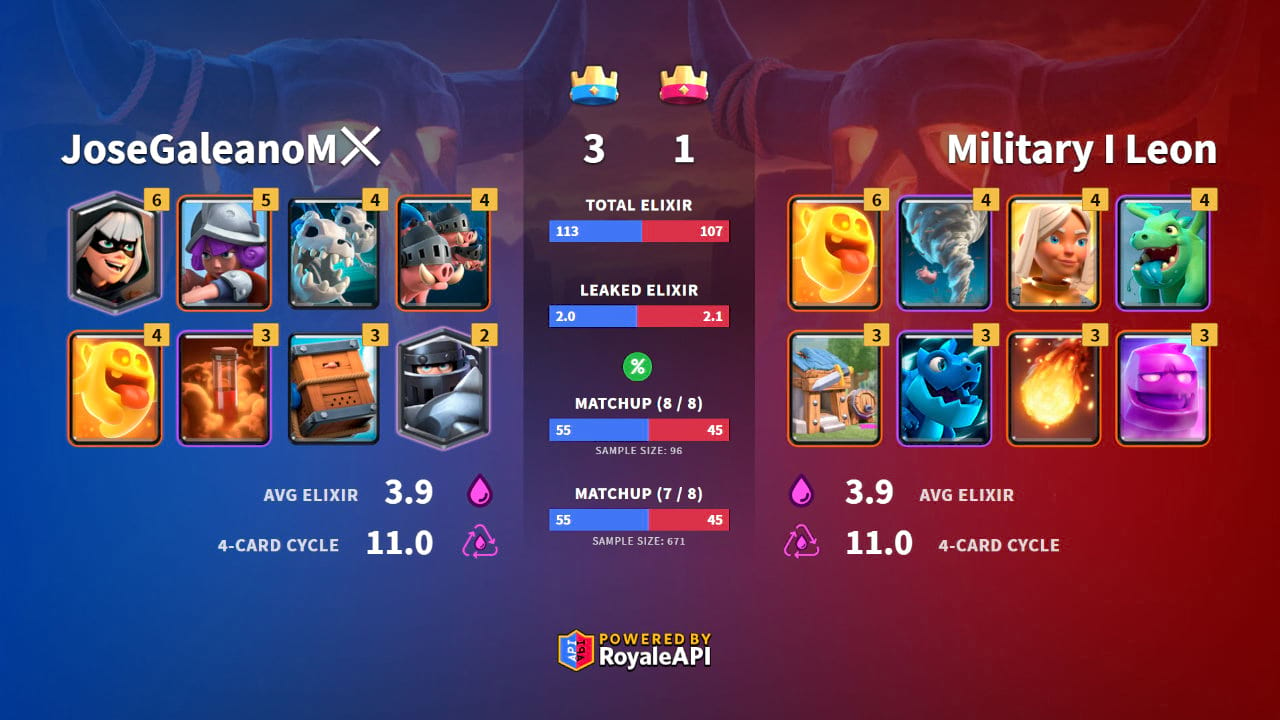 JoseGaleanoM╳
Military I Leon
3 1
TOTAL ELIXIR
113 107
LEAKED ELIXIR
2.0 2.1
%
MATCHUP (8 / 8)
55 45
SAMPLE SIZE: 96
MATCHUP (7 / 8)
55 45
SAMPLE SIZE: 671
6 5 4 4
4 3 3 2
AVG ELIXIR 3.9
4-CARD CYCLE 11.0
6 4 4 4
3 3 3 3
3.9 AVG ELIXIR
11.0 4-CARD CYCLE
API API
POWERED BY
RoyaleAPI